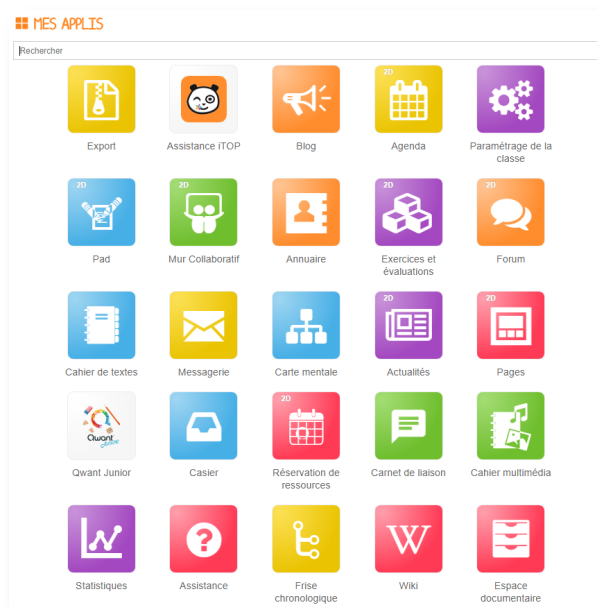 MES APPLIS
Rechercher
2D
Export
Assistance iTOP
Blog
Agenda
Paramétrage de la
classe
2D
2D
2D
2D
Pad
Mur Collaboratif
Annuaire
Exercices et
évaluations
Forum
2D
2D
Cahier de textes
Messagerie
Carte mentale
Actualités
Pages
Qwant
Junior
2D
Qwant Junior
Casier
Réservation de
ressources
Carnet de liaison
Cahier multimédia
?
W
Statistiques
Assistance
Frise
chronologique
Wiki
Espace
documentaire